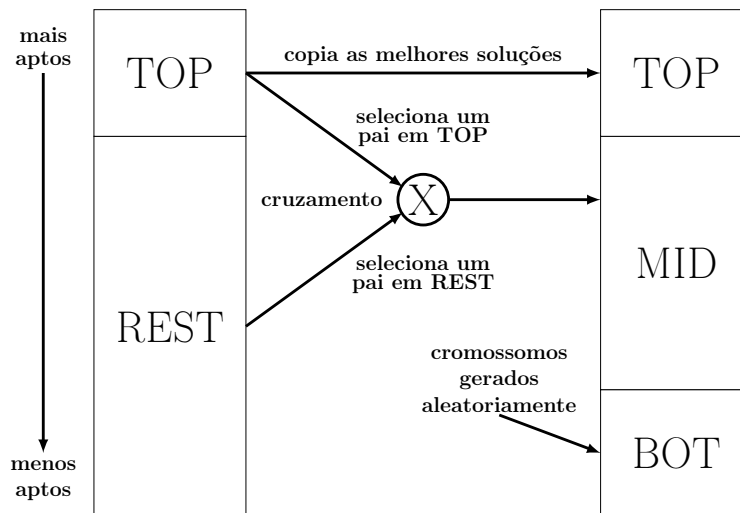 mais
aptos
TOP
copia as melhores soluções
TOP
seleciona um
pai em TOP
cruzamento
X
MID
seleciona um
pai em REST
REST
cromossomos
gerados
aleatoriamente
menos
aptos
BOT